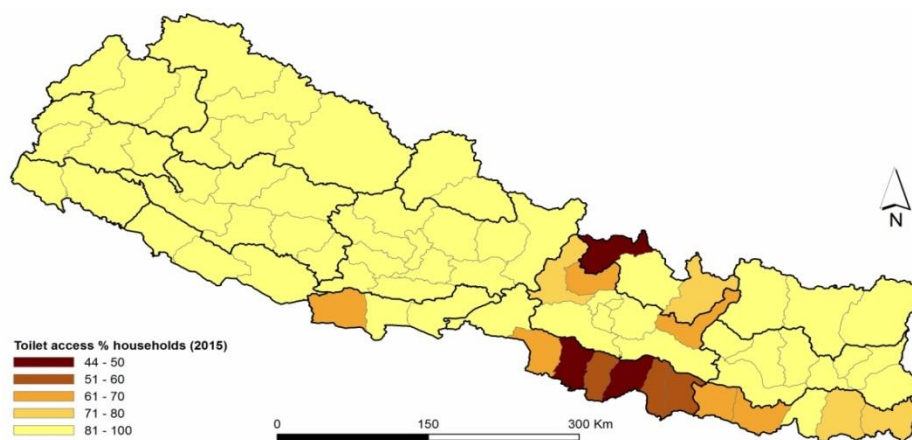 N
Toilet access % households (2015)
44 - 50
51 - 60
61 - 70
71 - 80
81 - 100
0 150 300 Km